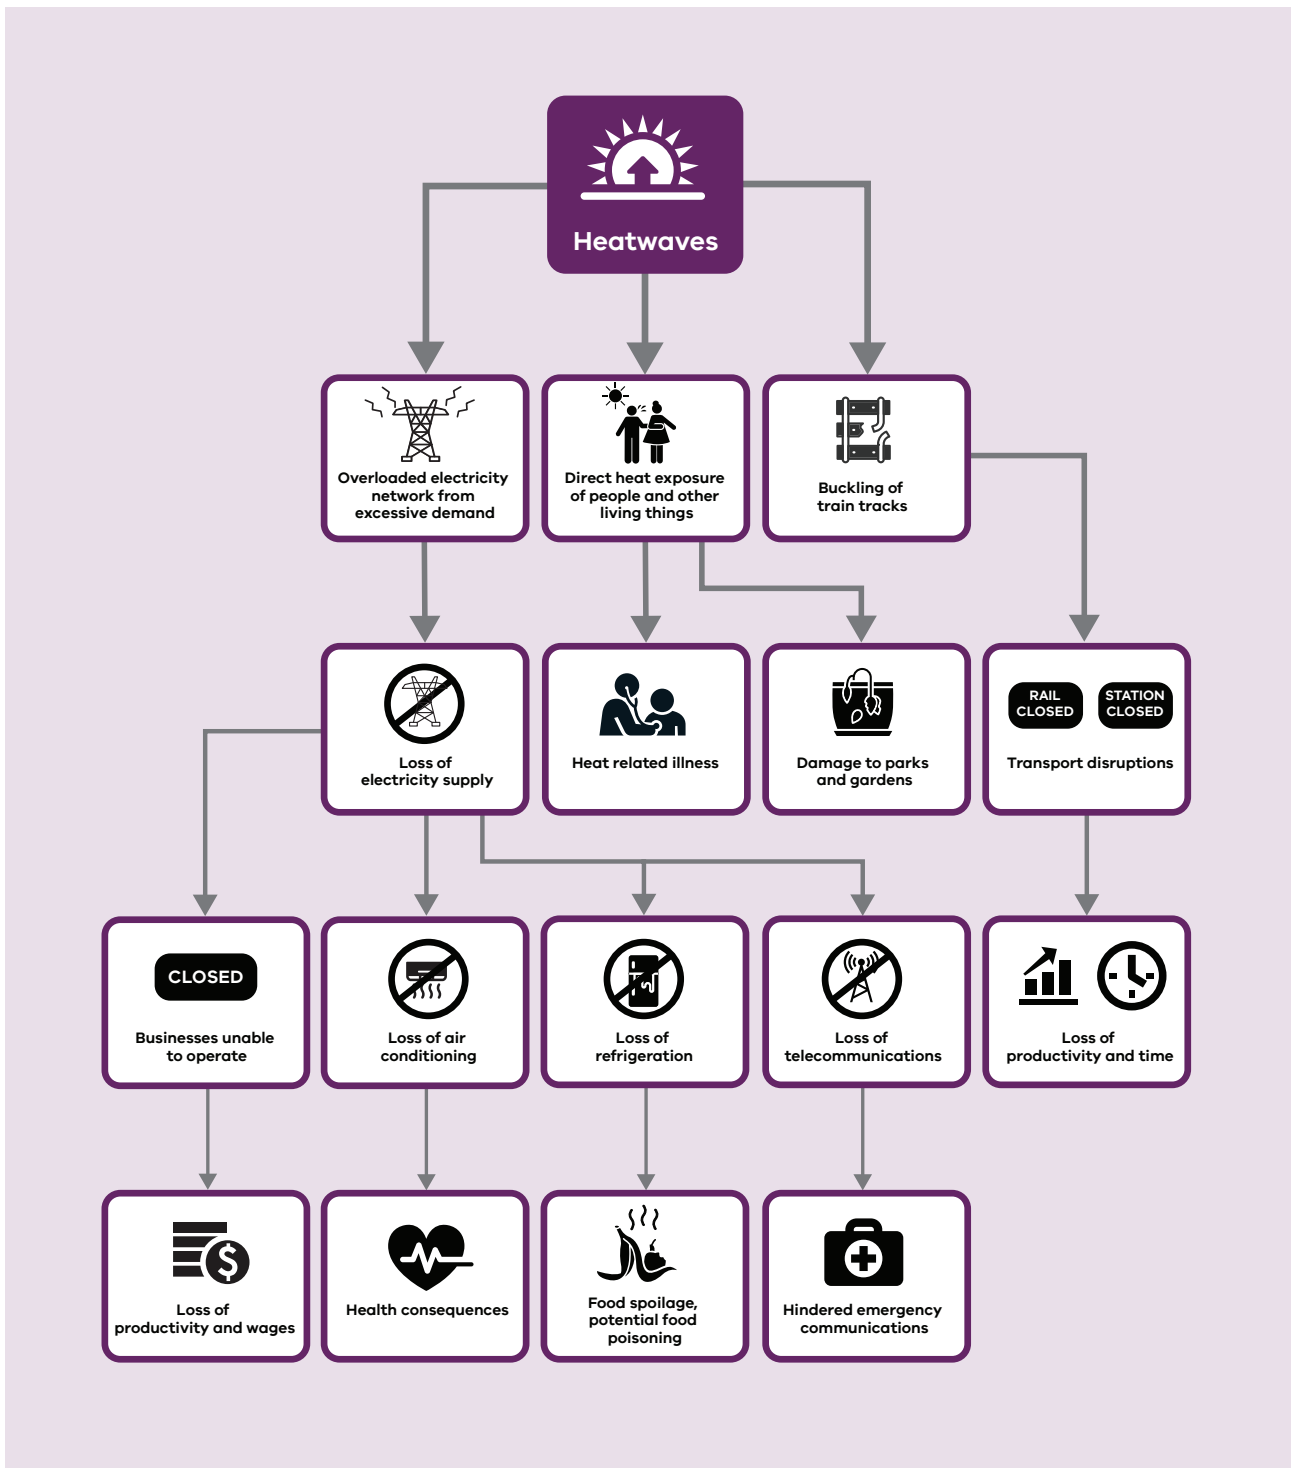 Heatwaves
Overloaded electricity
network from
excessive demand
Direct heat exposure
of people and other
living things
Buckling of
train tracks
Loss of
electricity supply
Heat related illness
Damage to parks
and gardens
RAIL
CLOSED
STATION
CLOSED
Transport disruptions
CLOSED
Businesses unable
to operate
Loss of air
conditioning
Loss of
refrigeration
Loss of
telecommunications
Loss of
productivity and time
$
Loss of
productivity and wages
Health consequences
Food spoilage,
potential food
poisoning
Hindered emergency
communications